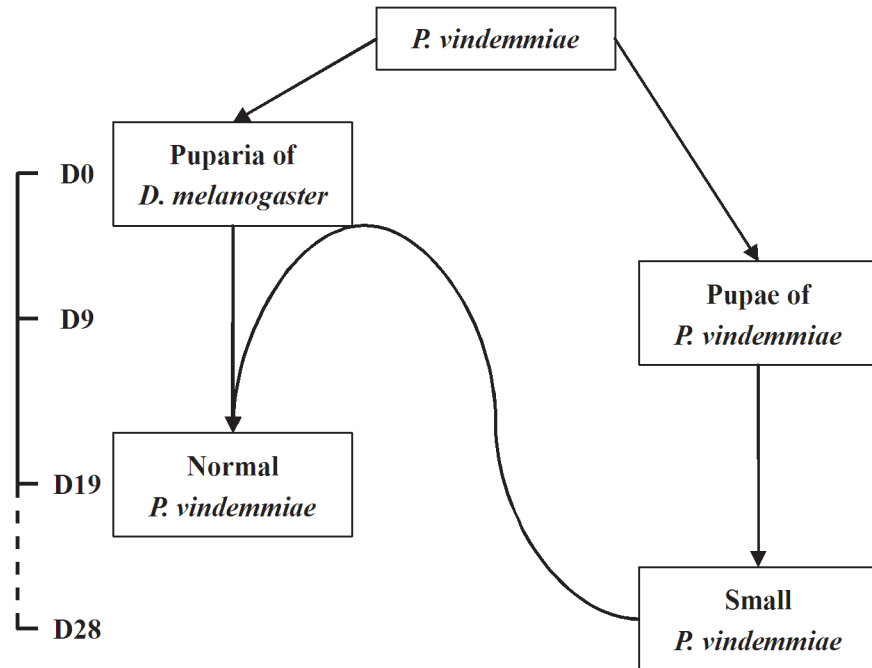 P. vindemmiae
Puparia of
D. melanogaster
D0
Pupae of
P. vindemmiae
D9
Normal
P. vindemmiae
D19
Small
P. vindemmiae
D28